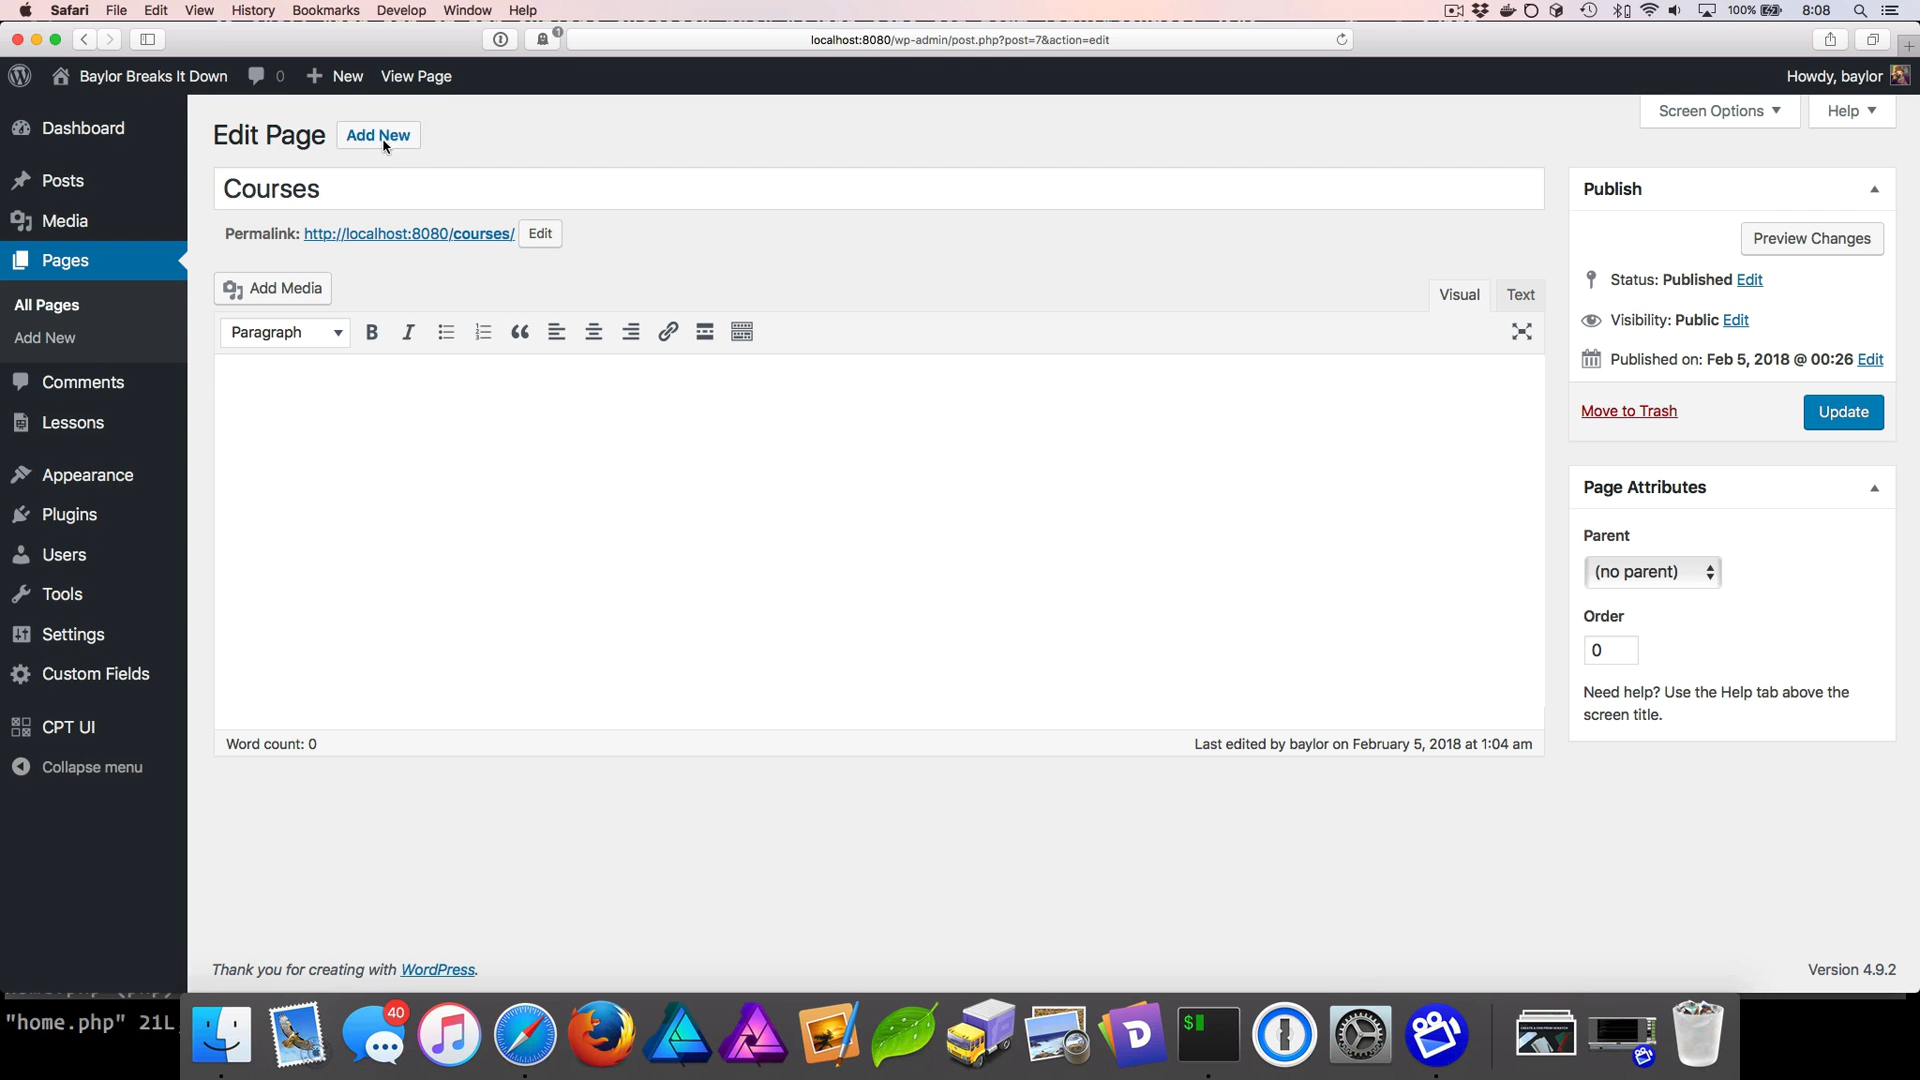 Safari File Edit View History Bookmarks Develop Window Help 100% 8:08
localhost:8080/wp-admin/post.php?post=7&action=edit
Baylor Breaks It Down 0 New View Page Howdy, baylor
Dashboard
Posts
Media
Pages
All Pages
Add New
Comments
Lessons
Appearance
Plugins
Users
Tools
Settings
Custom Fields
CPT UI
Collapse menu
Screen Options Help
Edit Page Add New
Courses
Permalink: http://localhost:8080/courses/ Edit
Add Media
Visual Text
Paragraph B I
Word count: 0 Last edited by baylor on February 5, 2018 at 1:04 am
Publish
Preview Changes
Status: Published Edit
Visibility: Public Edit
Published on: Feb 5, 2018 @ 00:26 Edit
Move to Trash Update
Page Attributes
Parent
(no parent)
Order
0
Need help? Use the Help tab above the
screen title.
Thank you for creating with WordPress. Version 4.9.2
"home.php" 21L
40
D
$
1